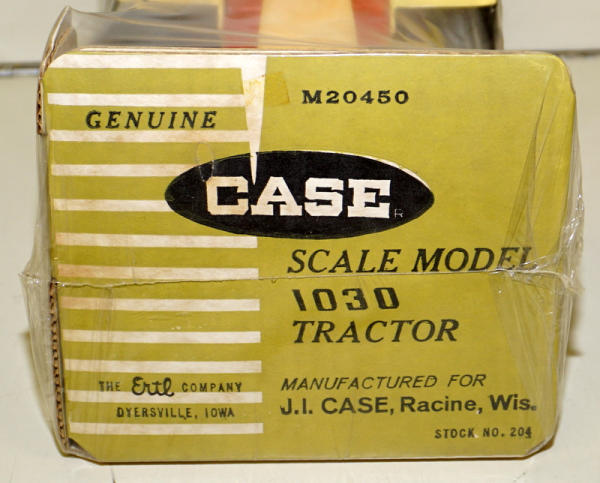 M20450
GENUINE
CASE
R
SCALE MODEL
1030
TRACTOR
THE Ertl COMPANY
DYERSVILLE, IOWA
MANUFACTURED FOR
J.I. CASE, Racine, Wis.
STOCK NO. 204